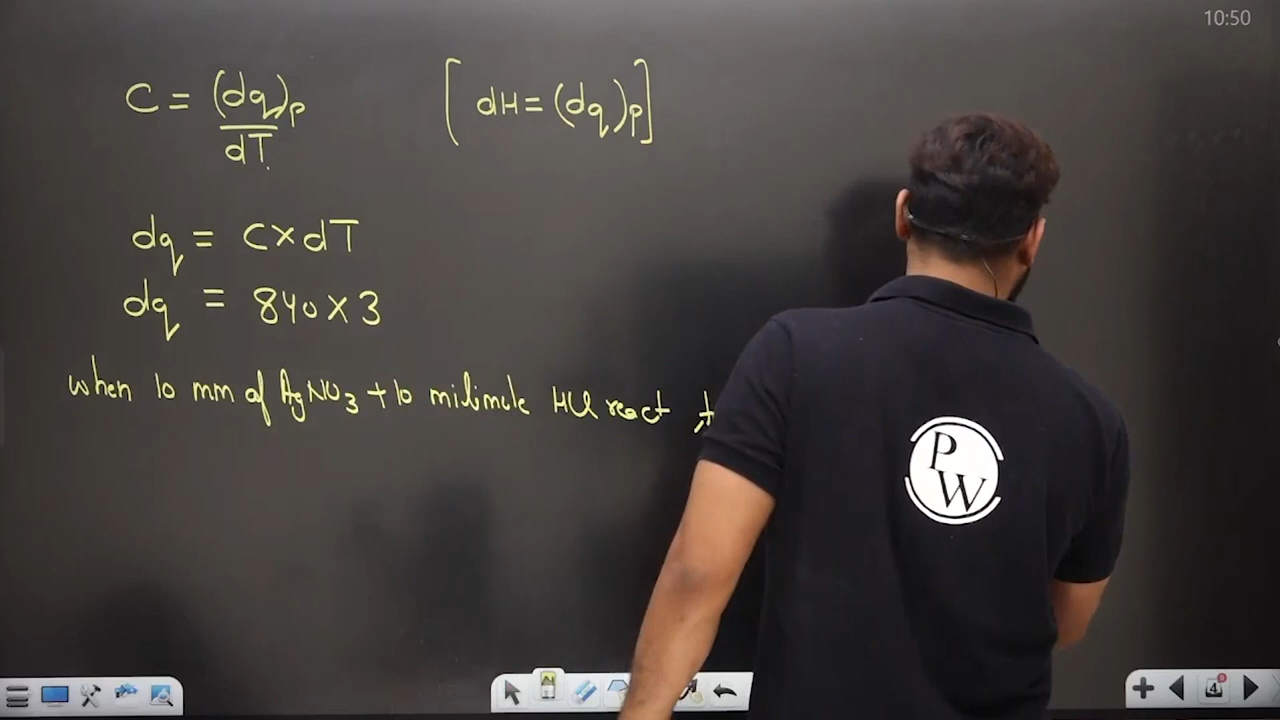 10:50
C = (dq)p / dT [dH = (dq)p]
dq = C × dT
dq = 840 × 3
when 10 mm of AgNO3 + 10 milimole HCl react,
PW
4